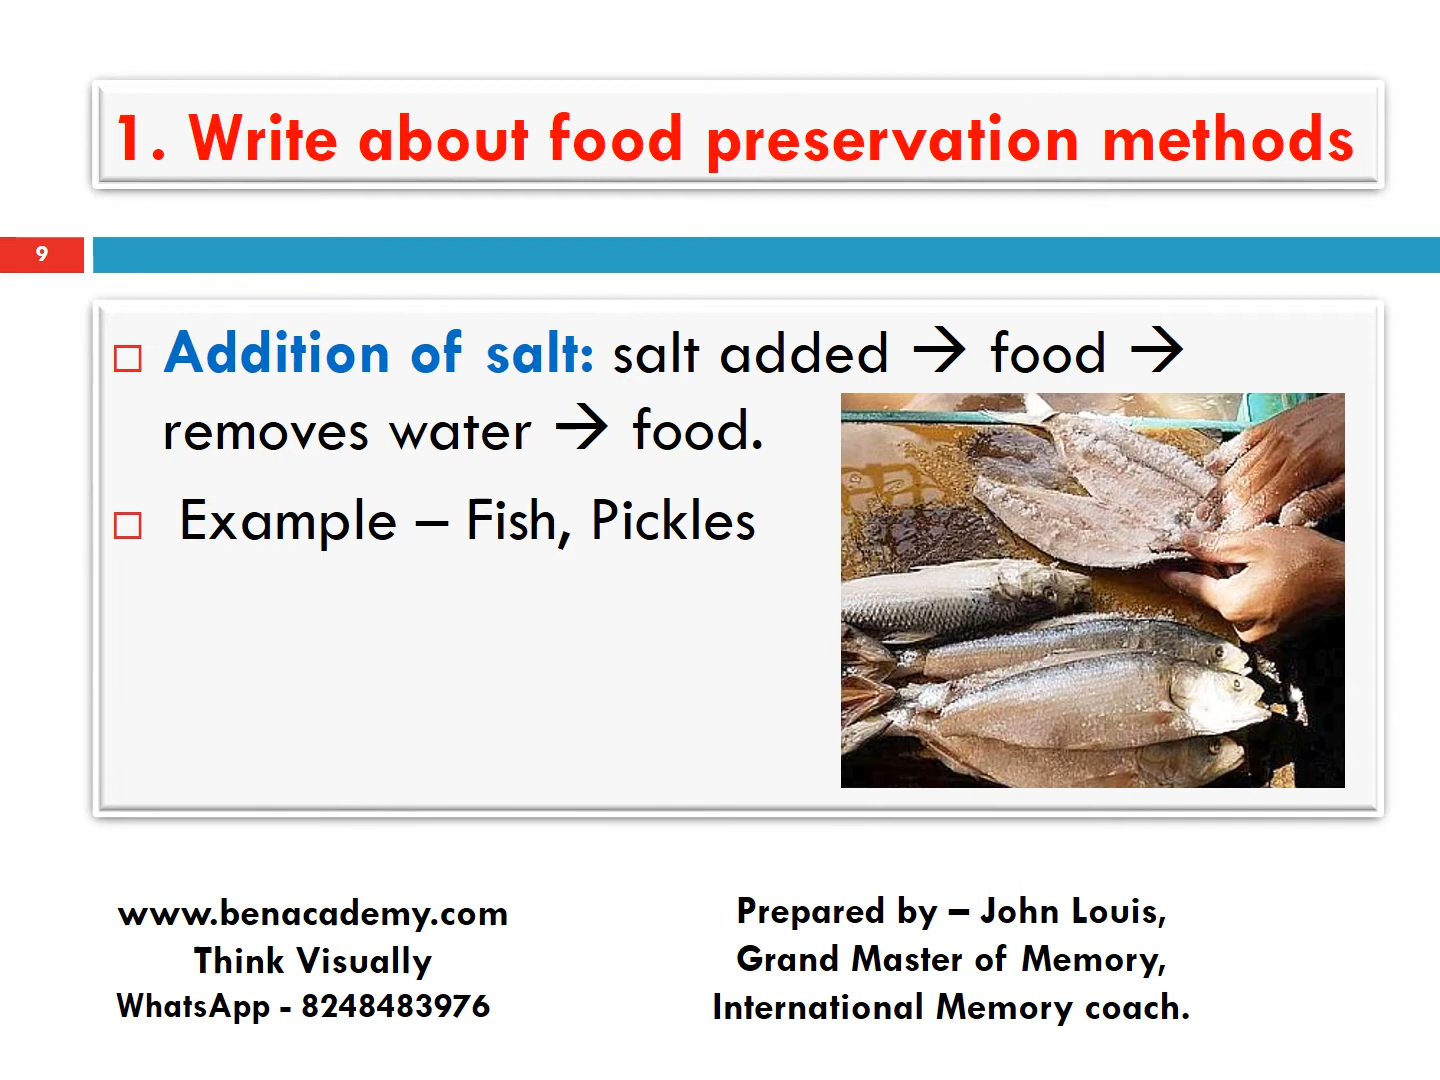 1. Write about food preservation methods
9
Addition of salt: salt added → food →
removes water → food.
Example – Fish, Pickles
www.benacademy.com
Think Visually
WhatsApp - 8248483976
Prepared by – John Louis,
Grand Master of Memory,
International Memory coach.